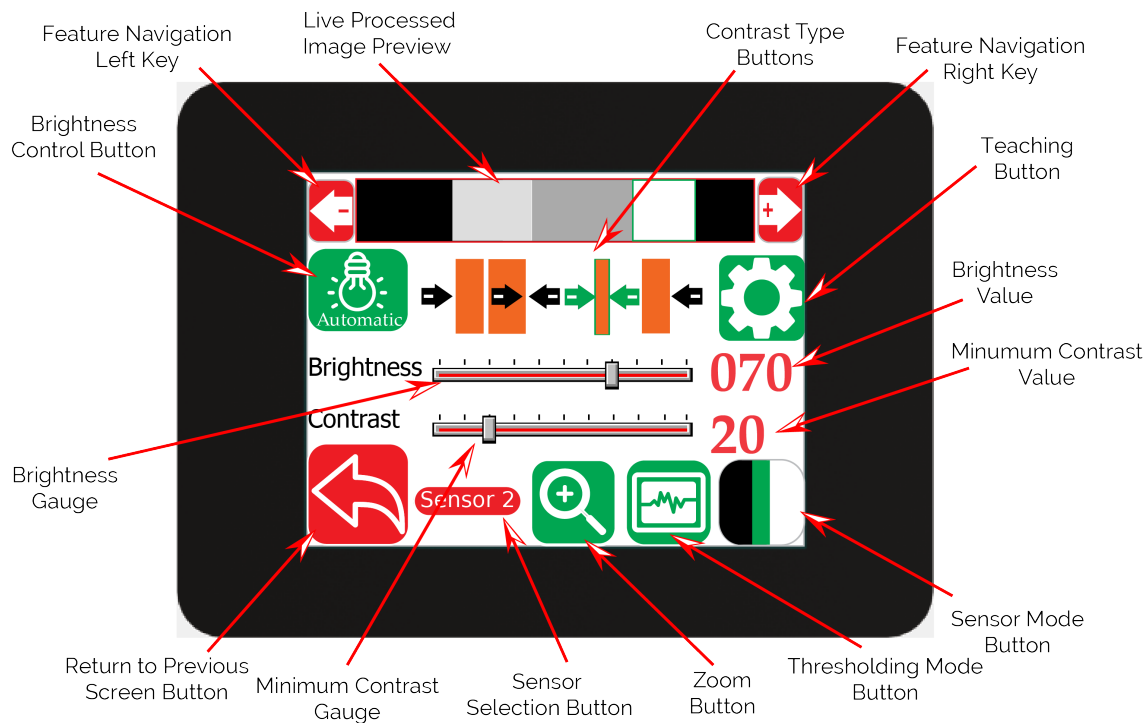 Feature Navigation
Left Key
Live Processed
Image Preview
Contrast Type
Buttons
Feature Navigation
Right Key
Brightness
Control Button
Teaching
Button
-
+
Automatic
Brightness
Value
Brightness
070
Minumum Contrast
Value
Contrast
20
Brightness
Gauge
Sensor 2
Sensor Mode
Button
Return to Previous
Screen Button
Minimum Contrast
Gauge
Sensor
Selection Button
Zoom
Button
Thresholding Mode
Button